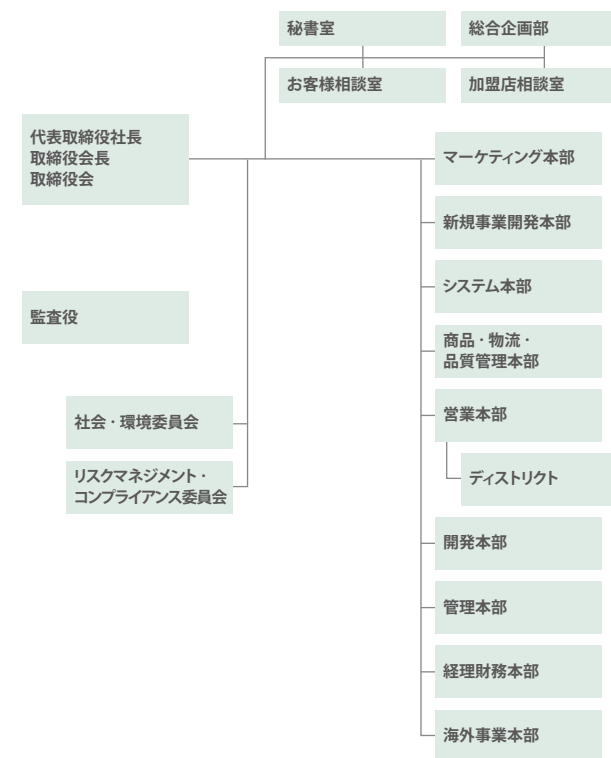 秘書室
総合企画部
お客様相談室
加盟店相談室
代表取締役社長
取締役会長
取締役会
マーケティング本部
新規事業開発本部
システム本部
監査役
商品・物流・
品質管理本部
社会・環境委員会
営業本部
リスクマネジメント・
コンプライアンス委員会
ディストリクト
開発本部
管理本部
経理財務本部
海外事業本部